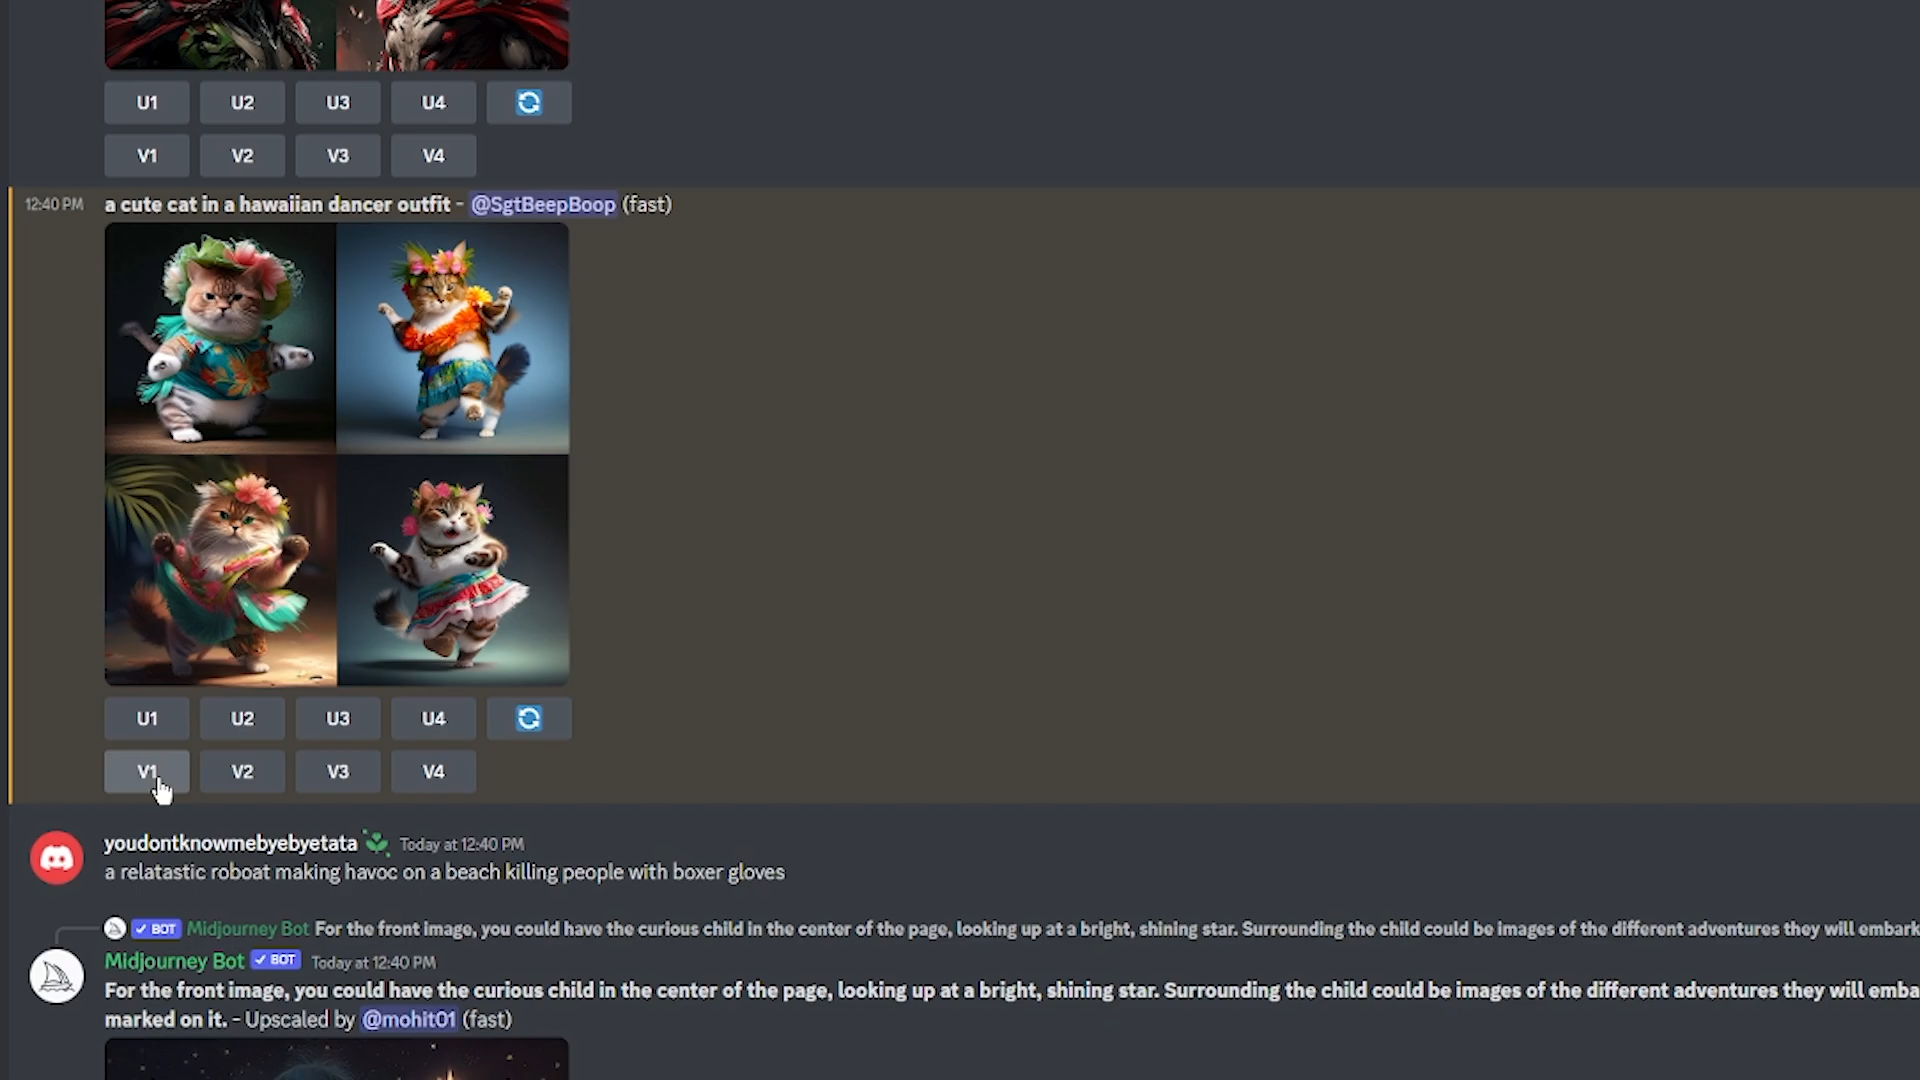 U1 U2 U3 U4
V1 V2 V3 V4
12:40 PM a cute cat in a hawaiian dancer outfit - @SgtBeepBoop (fast)
U1 U2 U3 U4
V1 V2 V3 V4
youdontknowmebyebyetata Today at 12:40 PM
a relatastic roboat making havoc on a beach killing people with boxer gloves
✓ BOT Midjourney Bot For the front image, you could have the curious child in the center of the page, looking up at a bright, shining star. Surrounding the child could be images of the different adventures they will embark
Midjourney Bot ✓ BOT Today at 12:40 PM
For the front image, you could have the curious child in the center of the page, looking up at a bright, shining star. Surrounding the child could be images of the different adventures they will emba
marked on it. - Upscaled by @mohit01 (fast)